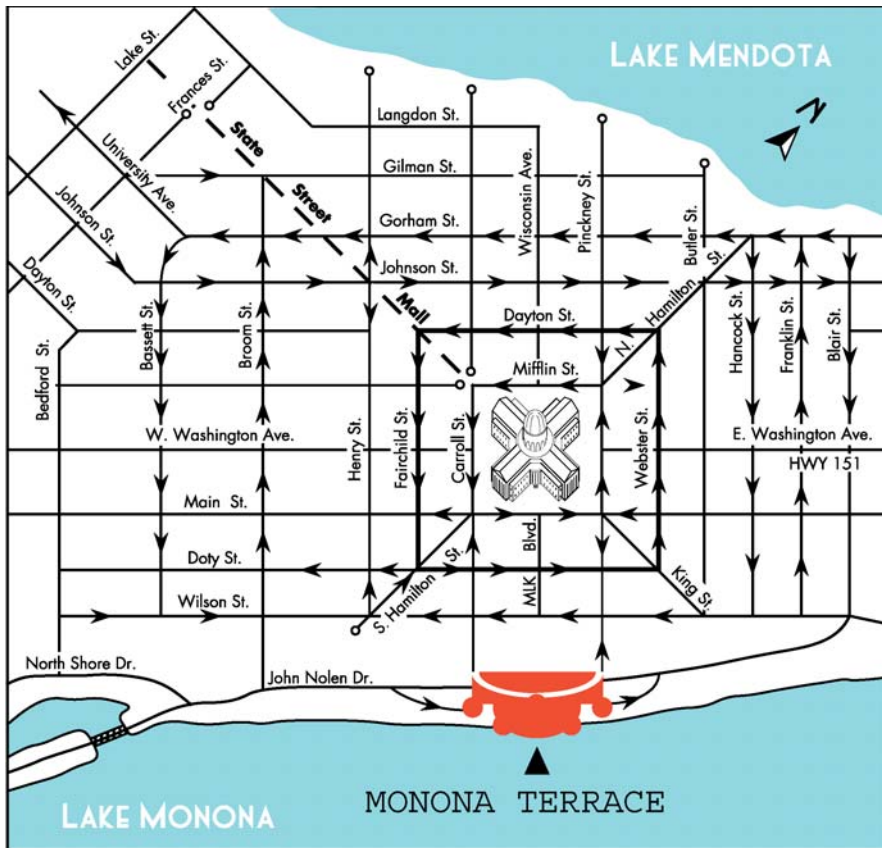 LAKE MENDOTA
N
Lake St.
Frances St.
State
Street
Mall
Langdon St.
University Ave.
Gilman St.
Wisconsin Ave.
Pinckney St.
Butler St.
Johnson St.
Gorham St.
Johnson St.
Dayton St.
N. Hamilton St.
Hancock St.
Franklin St.
Blair St.
Bedford St.
Bassett St.
Broom St.
Dayton St.
Mifflin St.
W. Washington Ave.
Henry St.
Fairchild St.
Carroll St.
Webster St.
E. Washington Ave.
HWY 151
Main St.
MLK Blvd.
Doty St.
S. Hamilton St.
King St.
Wilson St.
North Shore Dr.
John Nolen Dr.
MONONA TERRACE
LAKE MONONA